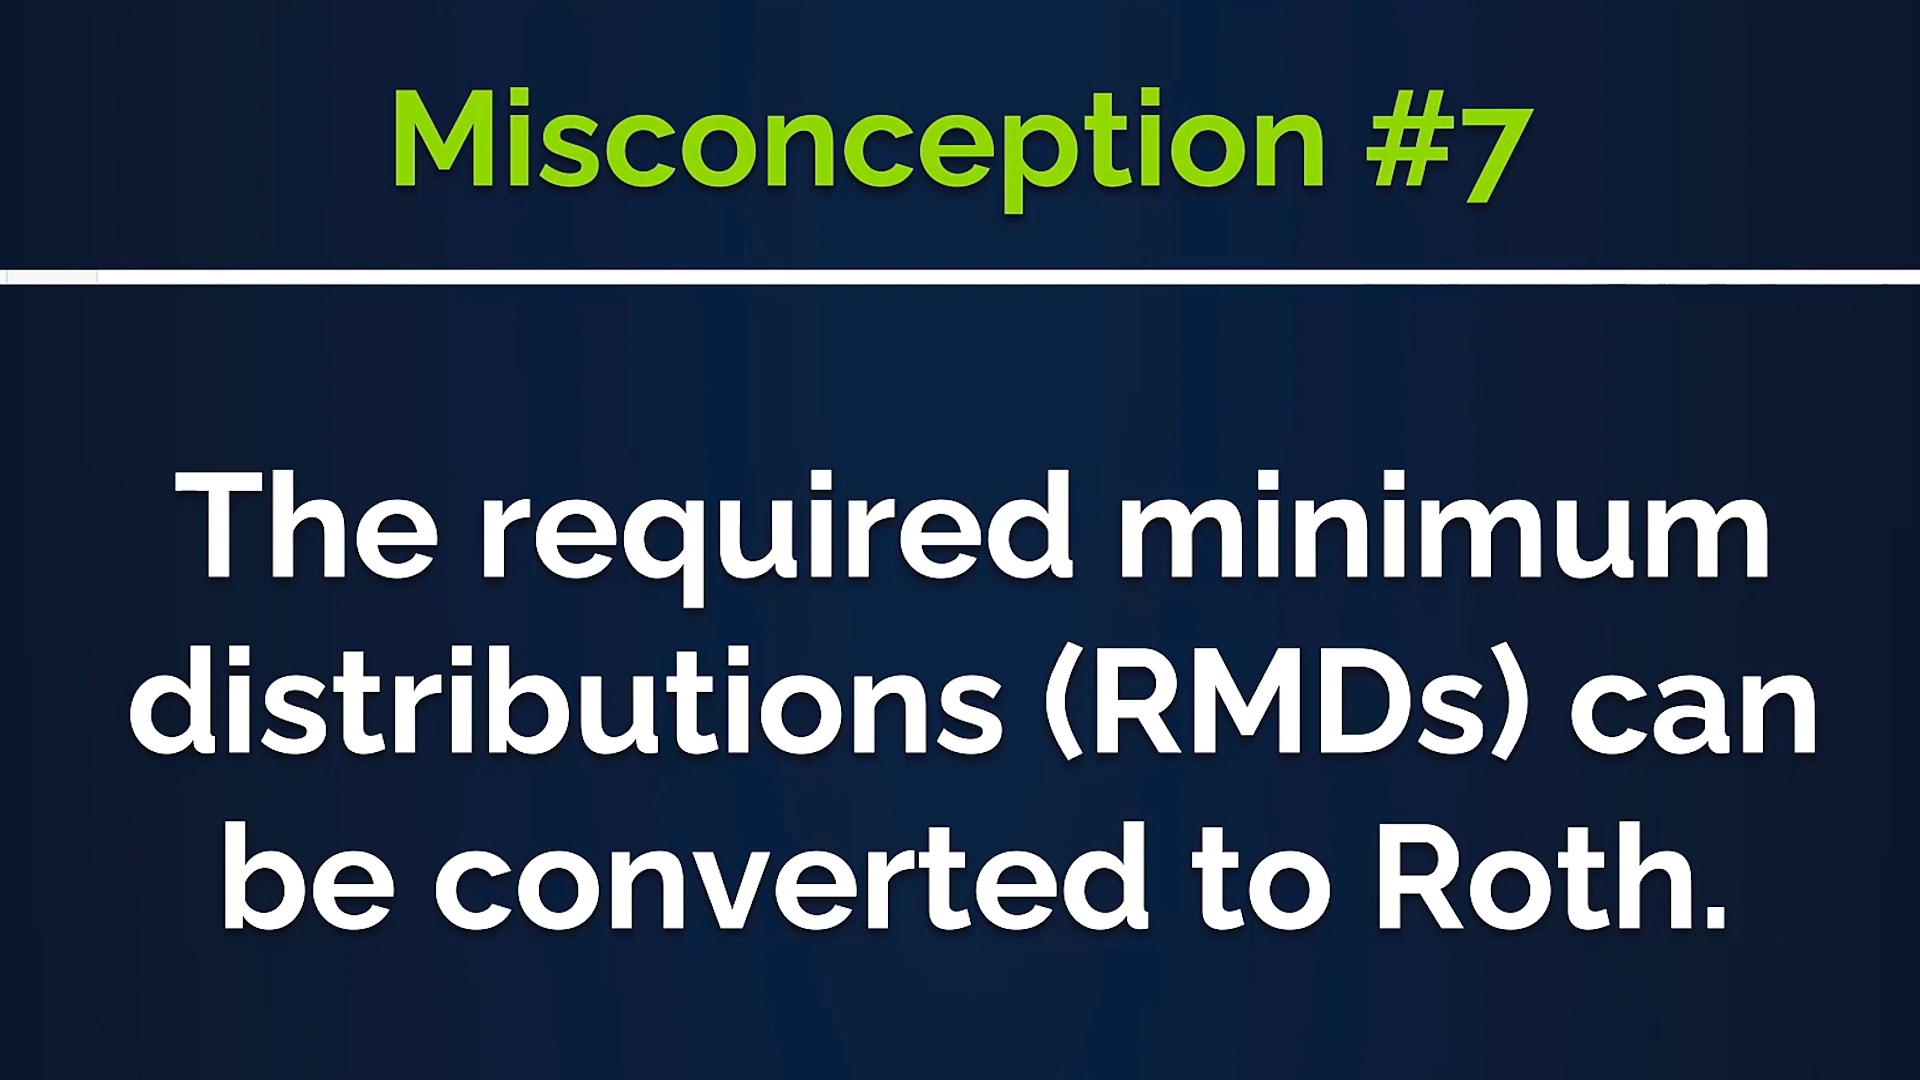 Misconception #7
The required minimum
distributions (RMDs) can
be converted to Roth.